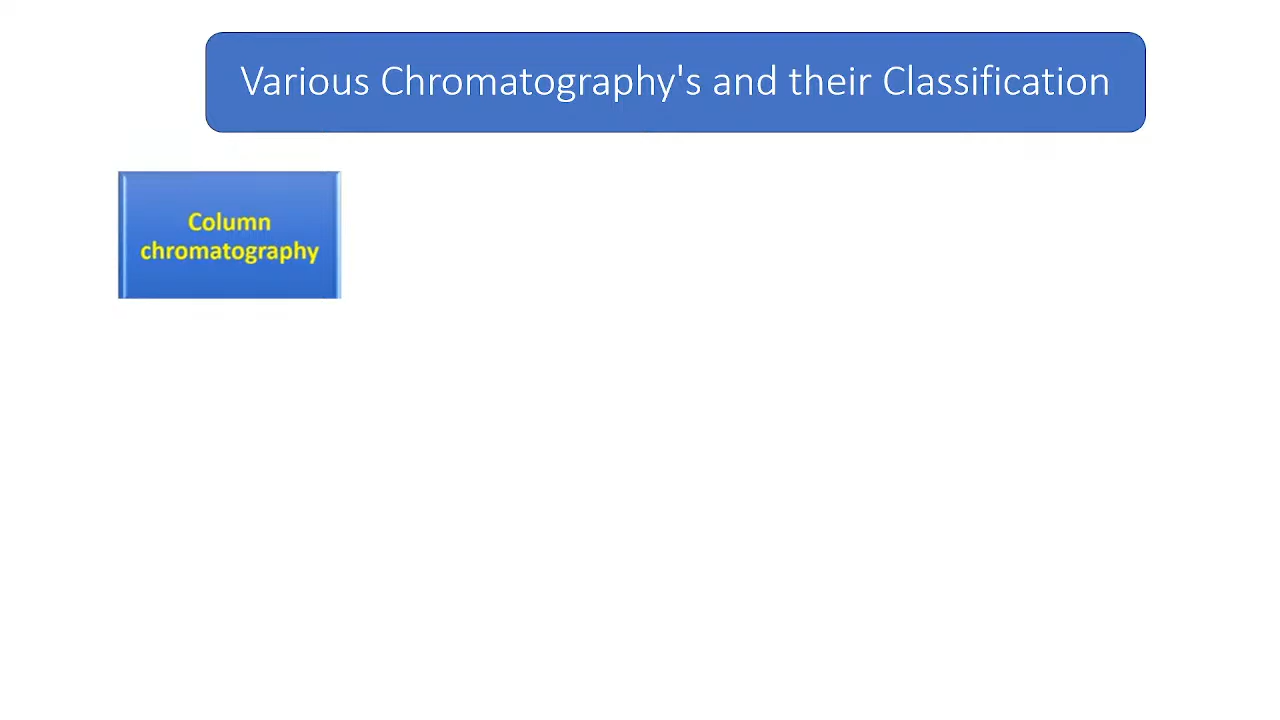 Various Chromatography's and their Classification
Column
chromatography